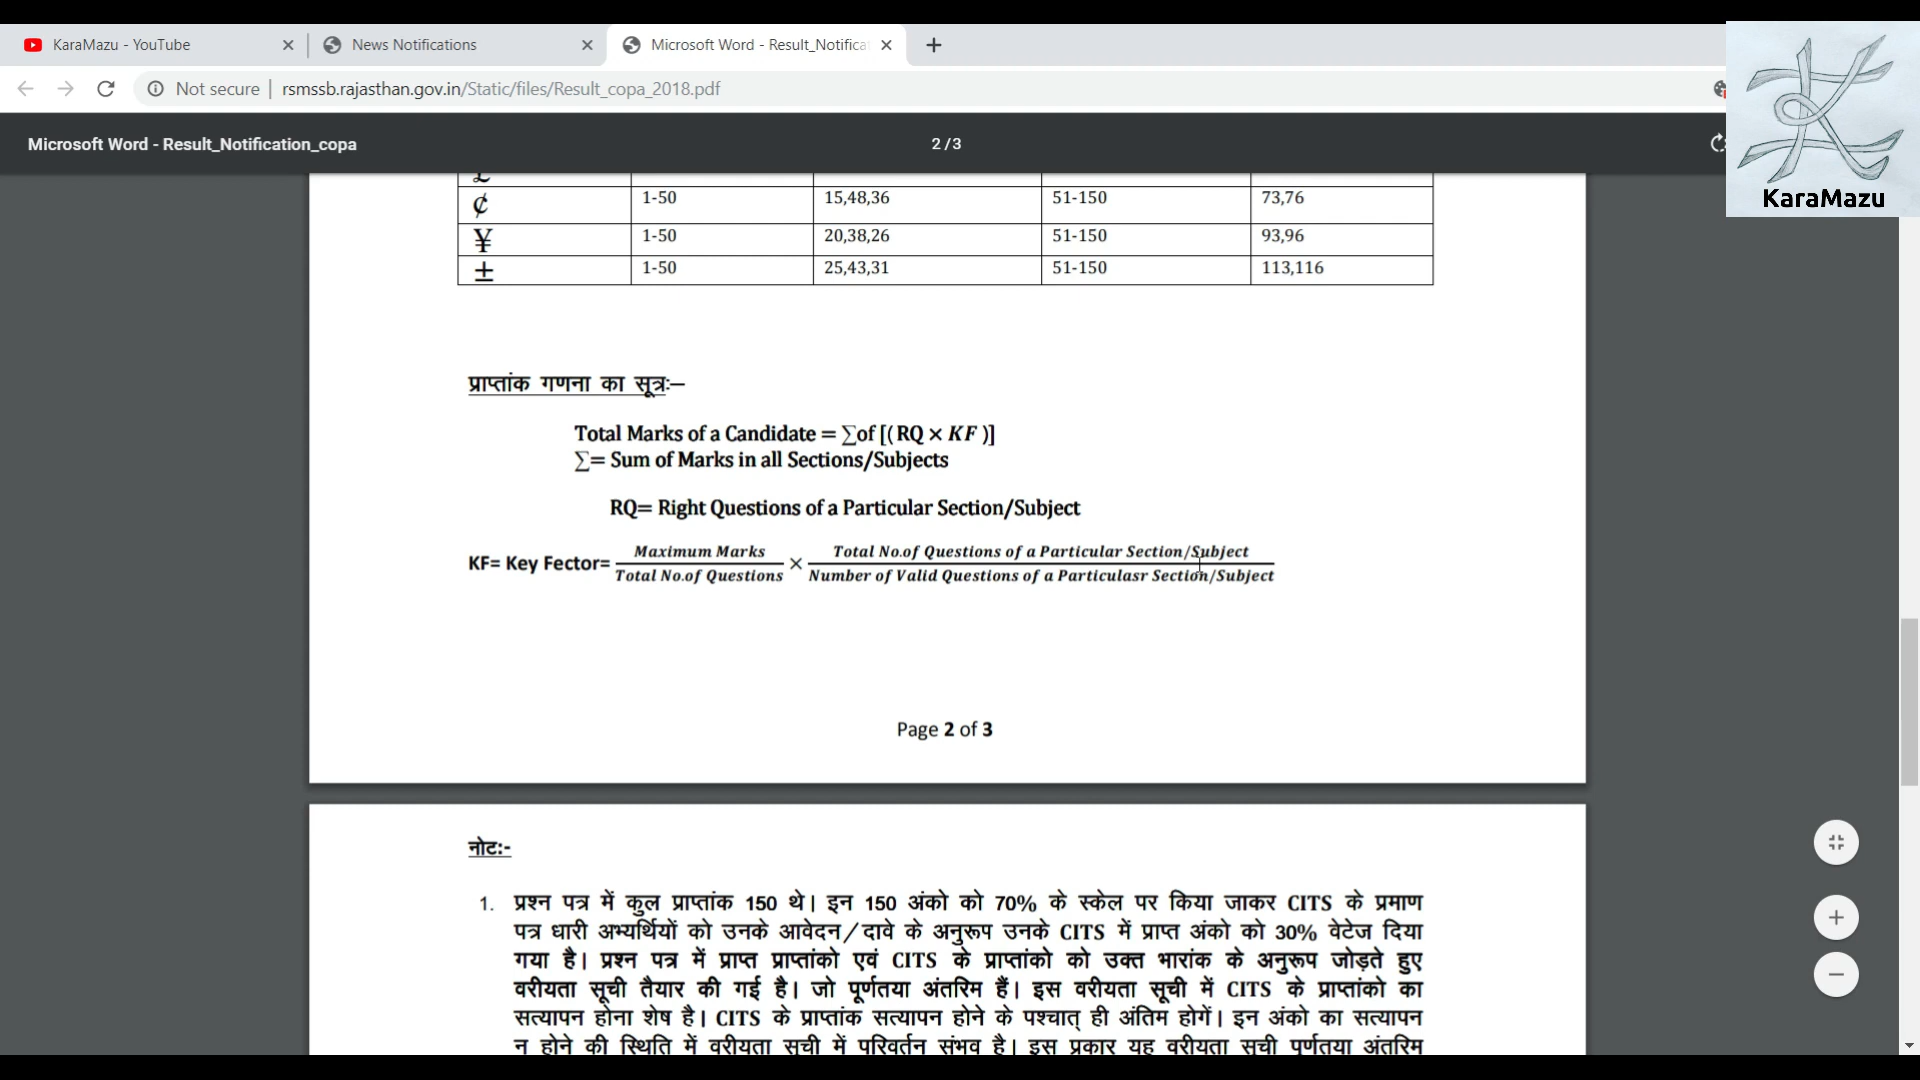 KaraMazu - YouTube
News Notifications
Microsoft Word - Result_Notifica
Not secure | rsmssb.rajasthan.gov.in/Static/files/Result_copa_2018.pdf
KaraMazu
Microsoft Word - Result_Notification_copa
2 / 3
£
₵ 1-50 15,48,36 51-150 73,76
¥ 1-50 20,38,26 51-150 93,96
± 1-50 25,43,31 51-150 113,116
प्राप्तांक गणना का सूत्रः—
Total Marks of a Candidate = ∑of [( RQ × KF )]
∑= Sum of Marks in all Sections/Subjects
RQ= Right Questions of a Particular Section/Subject
KF= Key Fector= Maximum Marks / Total No.of Questions × Total No.of Questions of a Particular Section/Subject / Number of Valid Questions of a Particulasr Section/Subject
Page 2 of 3
नोटः-
1. प्रश्न पत्र में कुल प्राप्तांक 150 थे। इन 150 अंको को 70% के स्केल पर किया जाकर CITS के प्रमाण
पत्र धारी अभ्यर्थियों को उनके आवेदन/दावे के अनुरूप उनके CITS में प्राप्त अंको को 30% वेटेज दिया
गया है। प्रश्न पत्र में प्राप्त प्राप्तांको एवं CITS के प्राप्तांको को उक्त भारांक के अनुरूप जोड़ते हुए
वरीयता सूची तैयार की गई है। जो पूर्णतया अंतरिम हैं। इस वरीयता सूची में CITS के प्राप्तांको का
सत्यापन होना शेष है। CITS के प्राप्तांक सत्यापन होने के पश्चात् ही अंतिम होगें। इन अंको का सत्यापन
न होने की स्थिति में वरीयता सूची में परिवर्तन संभव है। इस प्रकार यह वरीयता सूची पूर्णतया अंतरिम